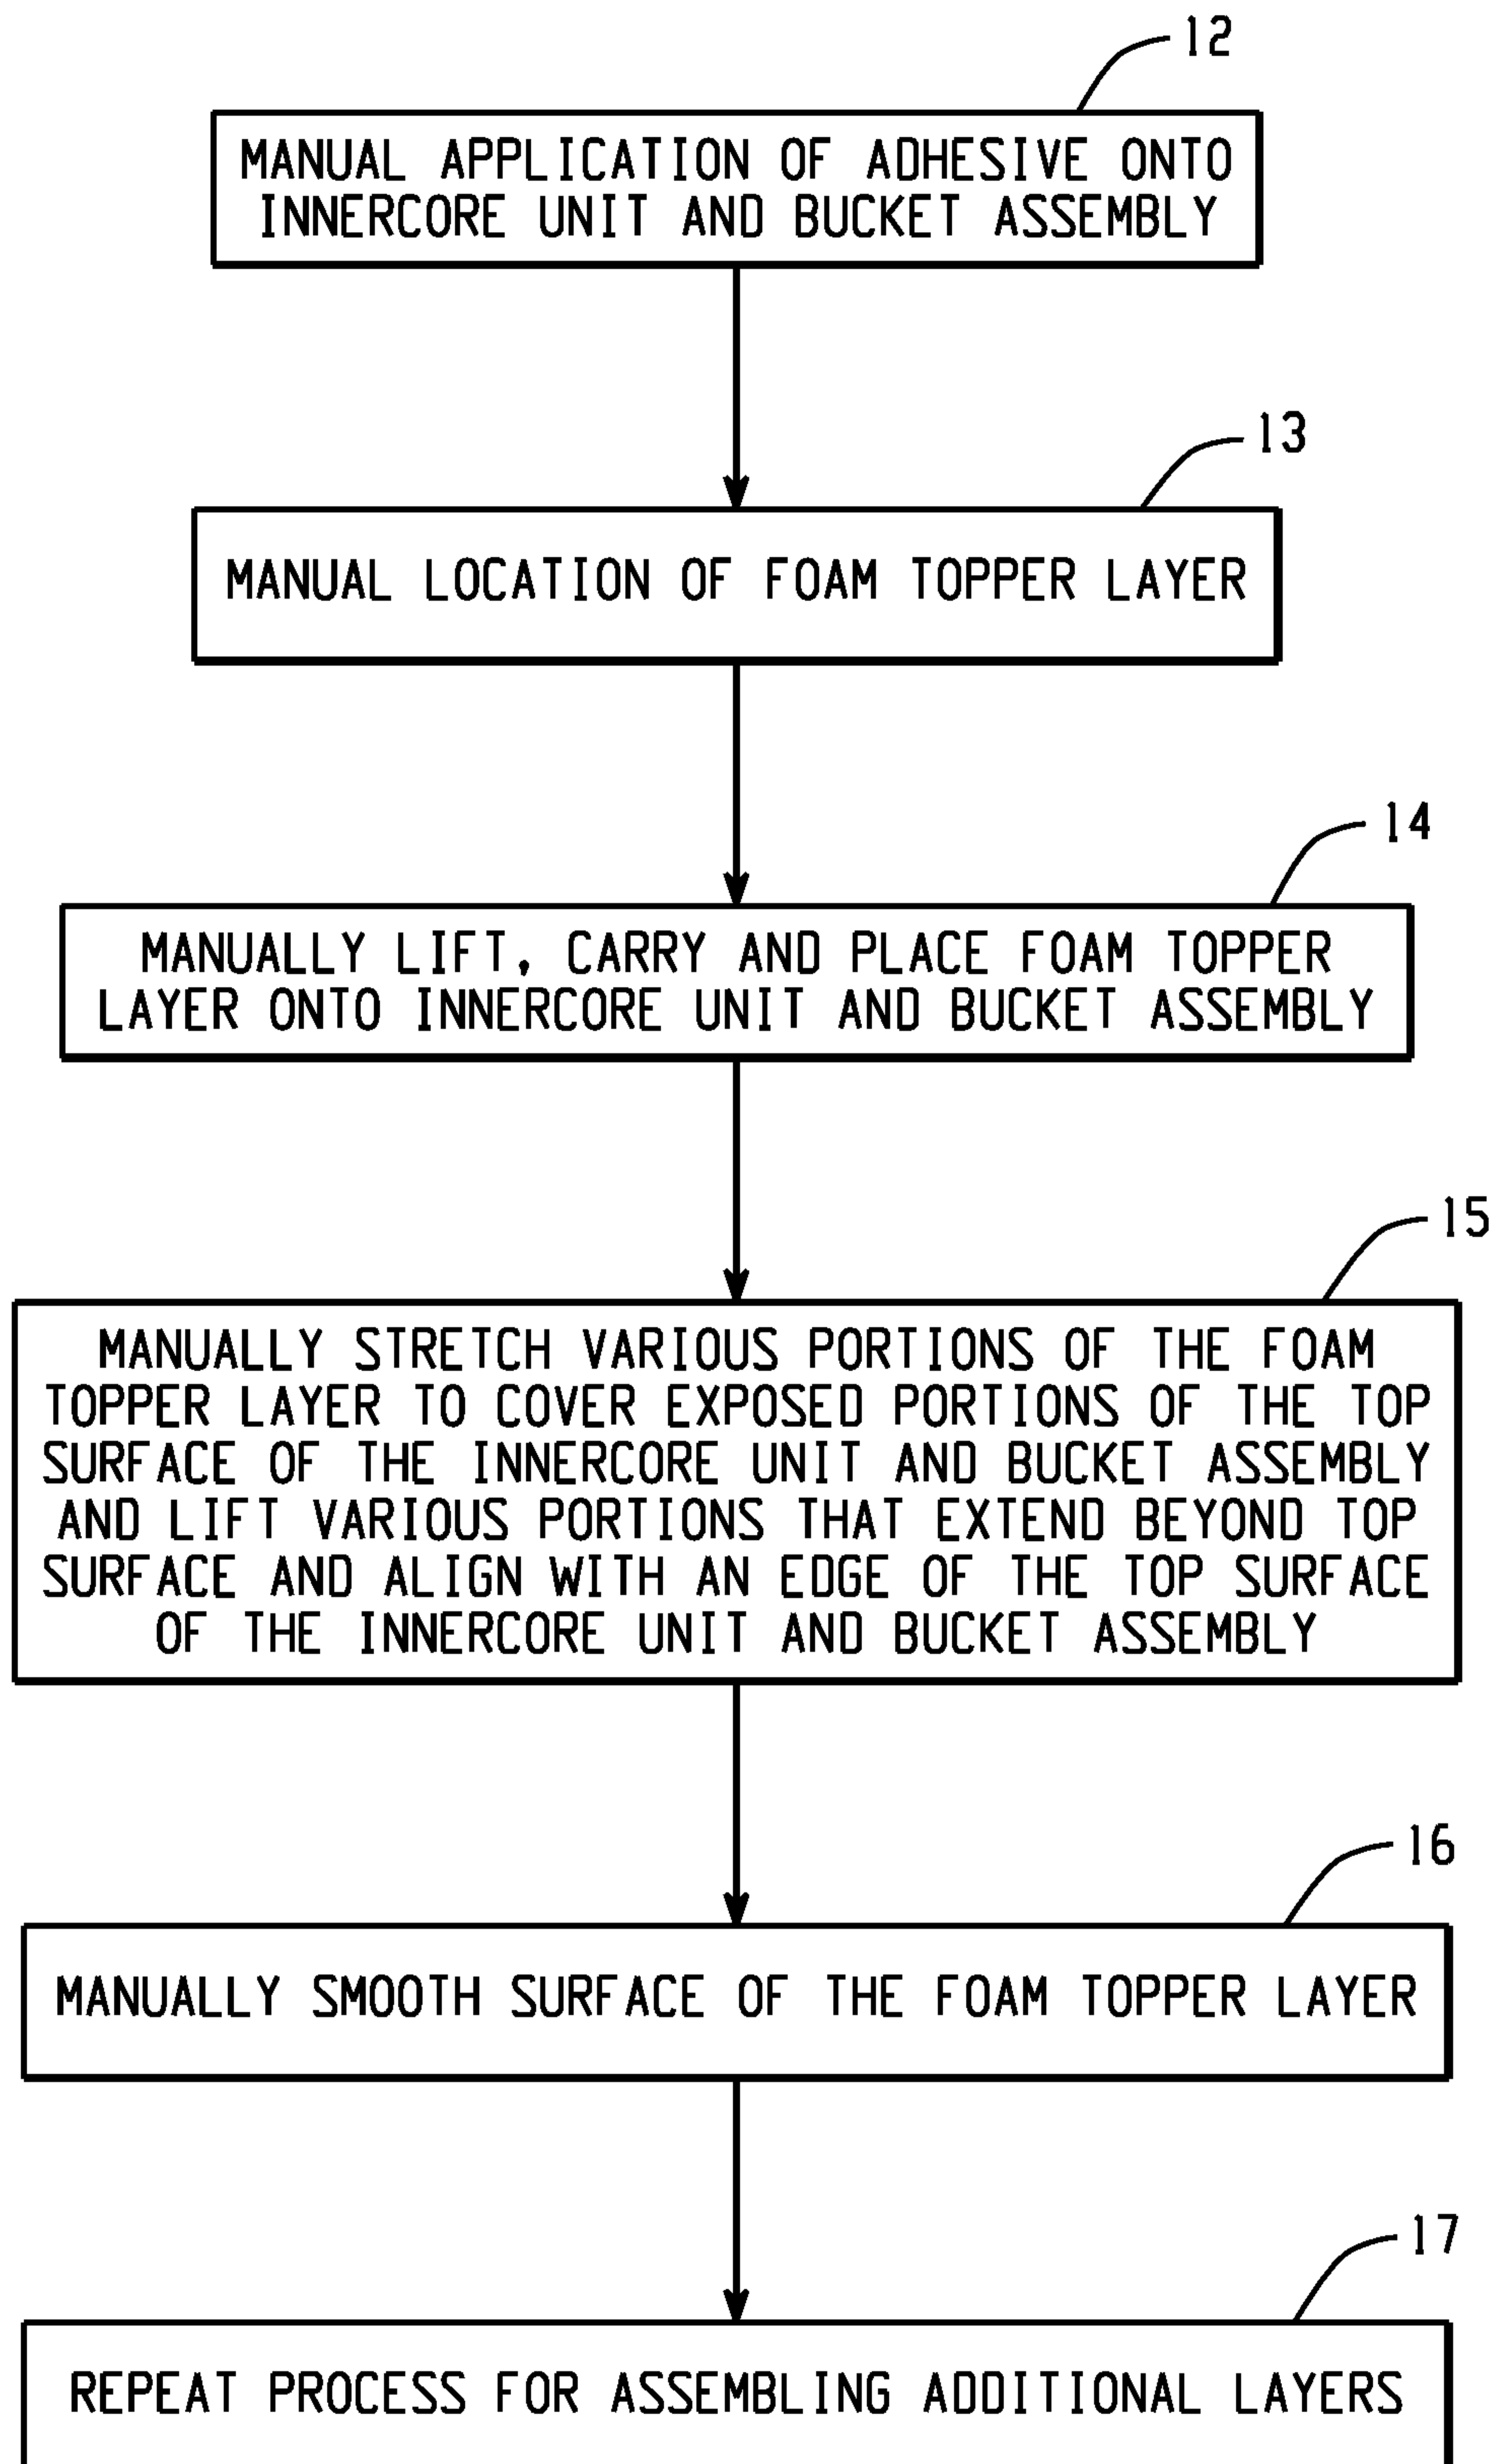 12
MANUAL APPLICATION OF ADHESIVE ONTO
INNERCORE UNIT AND BUCKET ASSEMBLY
13
MANUAL LOCATION OF FOAM TOPPER LAYER
14
MANUALLY LIFT, CARRY AND PLACE FOAM TOPPER
LAYER ONTO INNERCORE UNIT AND BUCKET ASSEMBLY
15
MANUALLY STRETCH VARIOUS PORTIONS OF THE FOAM
TOPPER LAYER TO COVER EXPOSED PORTIONS OF THE TOP
SURFACE OF THE INNERCORE UNIT AND BUCKET ASSEMBLY
AND LIFT VARIOUS PORTIONS THAT EXTEND BEYOND TOP
SURFACE AND ALIGN WITH AN EDGE OF THE TOP SURFACE
OF THE INNERCORE UNIT AND BUCKET ASSEMBLY
16
MANUALLY SMOOTH SURFACE OF THE FOAM TOPPER LAYER
17
REPEAT PROCESS FOR ASSEMBLING ADDITIONAL LAYERS